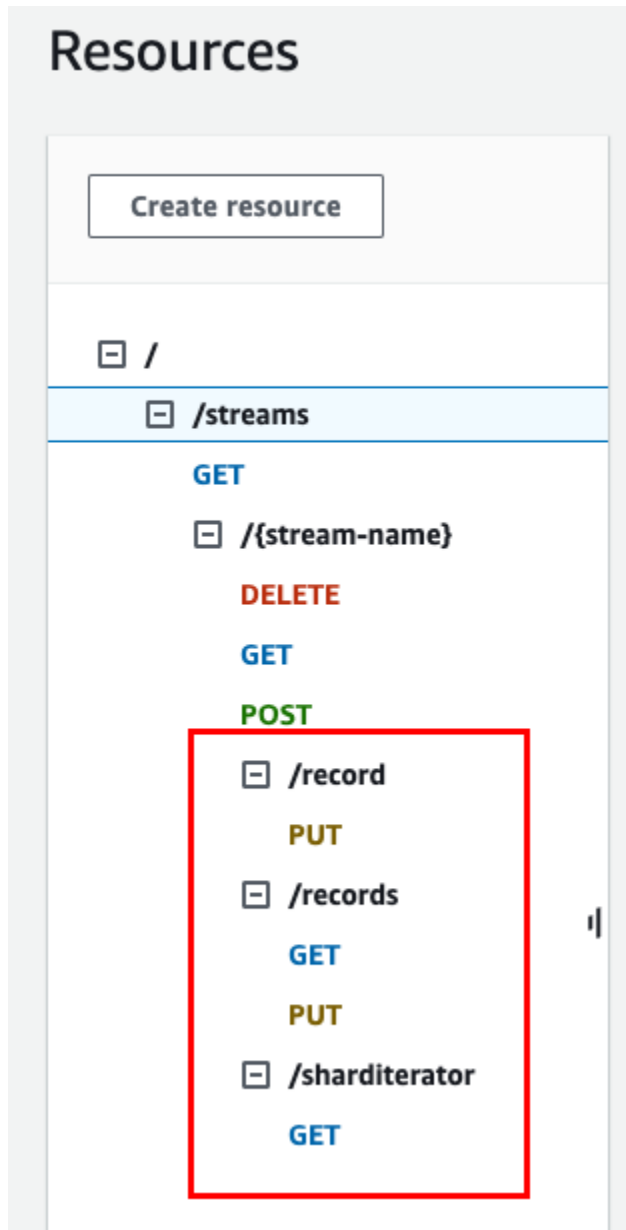 Resources
Create resource
/
/streams
GET
/{stream-name}
DELETE
GET
POST
/record
PUT
/records
GET
PUT
/sharditerator
GET